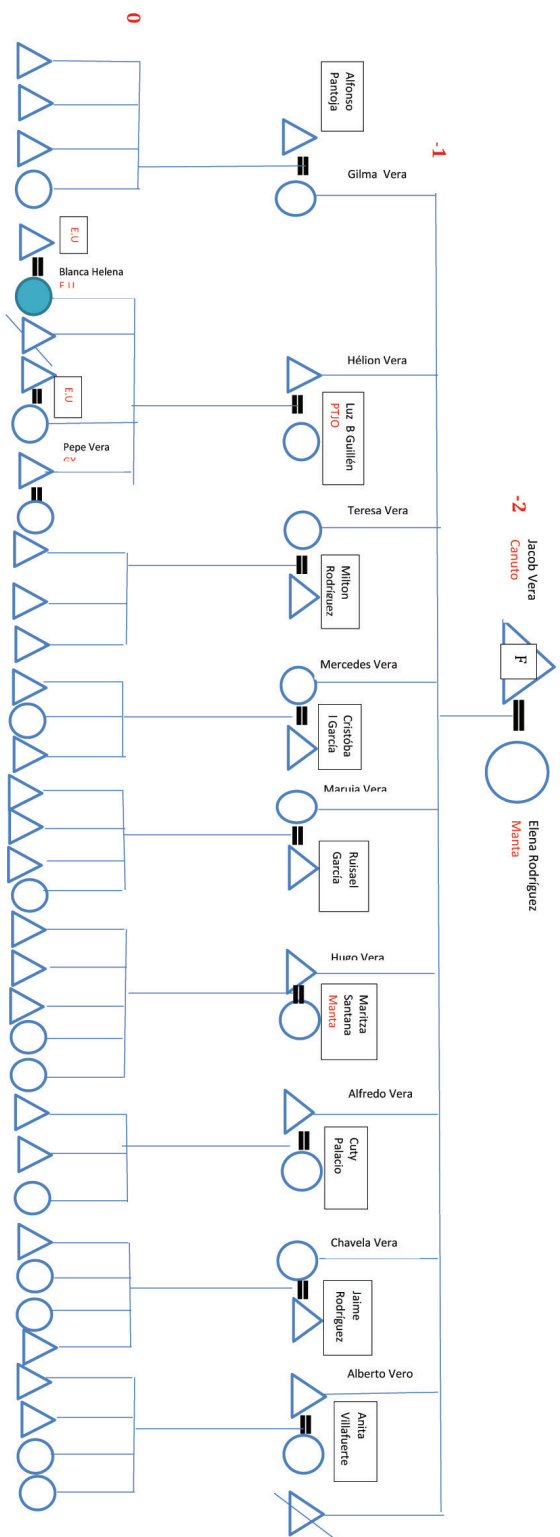 -2
Jacob Vera
Canuto
F
Elena Rodríguez
Manta
-1
Alfonso
Pantoja
Gilma Vera
Hélion Vera
Luz B Guillén
PTJO
Teresa Vera
Milton
Rodríguez
Mercedes Vera
Cristóba
l García
Maruja Vera
Ruisael
García
Hugo Vera
Maritza
Santana
Manta
Alfredo Vera
Cuty
Palacio
Chavela Vera
Jaime
Rodríguez
Alberto Vero
Anita
Villafuerte
0
E.U
Blanca Helena
E.U
E.U
Pepe Vera